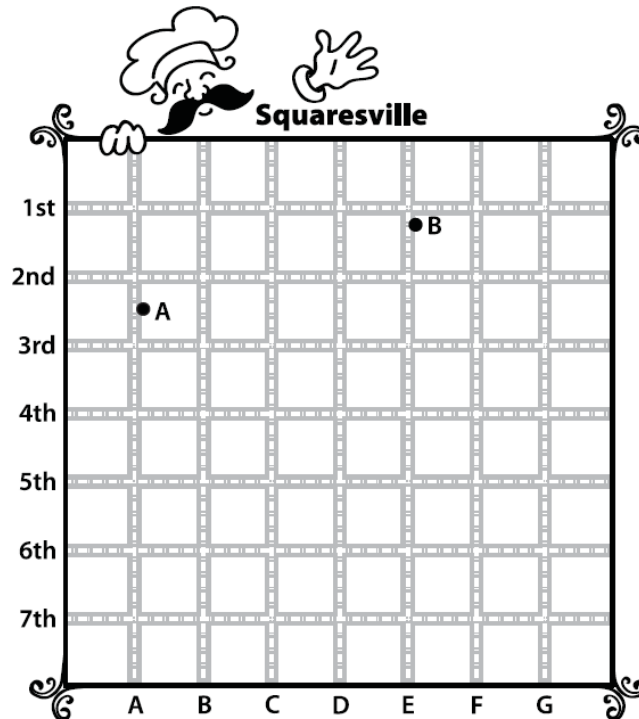 Squaresville
1st
B
2nd
A
3rd
4th
5th
6th
7th
A B C D E F G